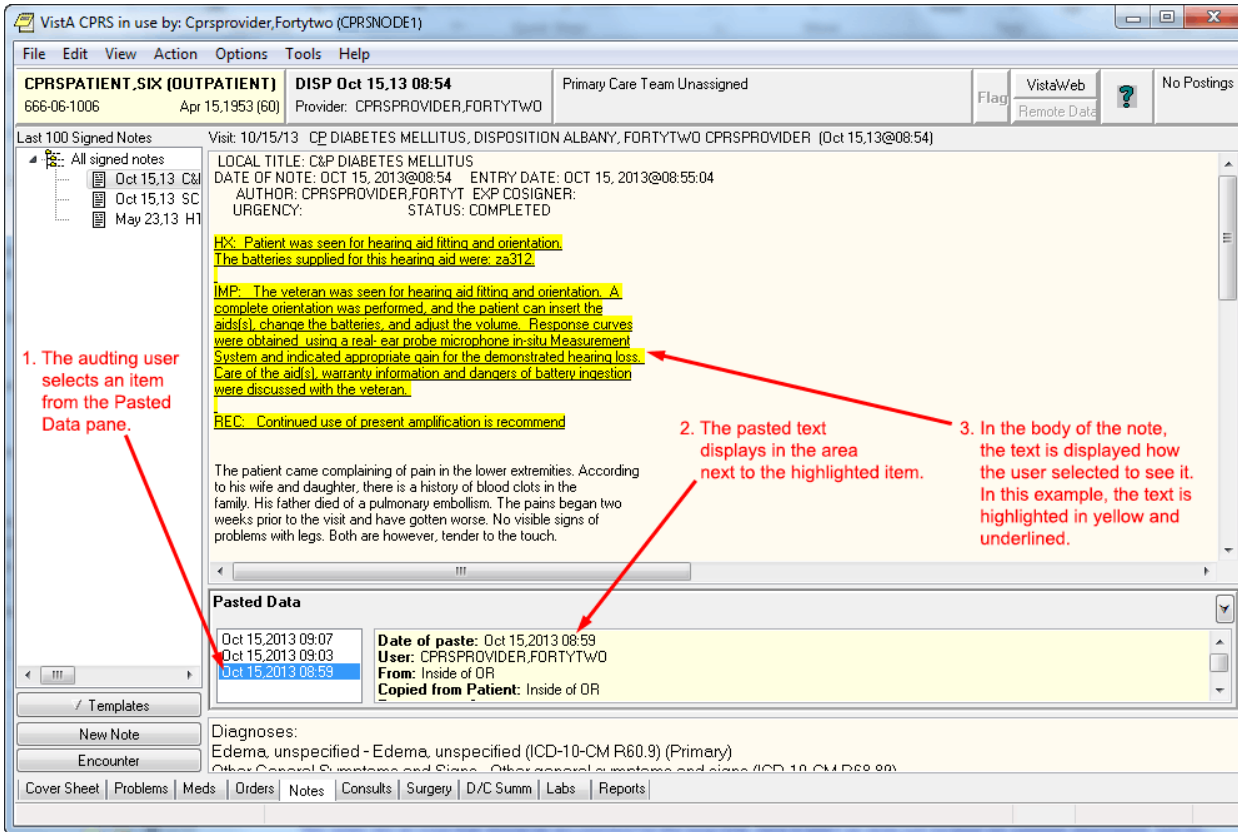 VistA CPRS in use by: Cprsprovider,Fortytwo (CPRSNODE1)
File Edit View Action Options Tools Help
CPRSPATIENT,SIX (OUTPATIENT)
666-06-1006 Apr 15,1953 (60)
DISP Oct 15,13 08:54
Provider: CPRSPROVIDER,FORTYTWO
Primary Care Team Unassigned
Flag
VistaWeb
Remote Data
?
No Postings
Last 100 Signed Notes
Visit: 10/15/13 CP DIABETES MELLITUS, DISPOSITION ALBANY, FORTYTWO CPRSPROVIDER (Oct 15,13@08:54)
All signed notes
Oct 15,13 C&
Oct 15,13 SC
May 23,13 HT
LOCAL TITLE: C&P DIABETES MELLITUS
DATE OF NOTE: OCT 15, 2013@08:54 ENTRY DATE: OCT 15, 2013@08:55:04
AUTHOR: CPRSPROVIDER,FORTYT EXP COSIGNER:
URGENCY: STATUS: COMPLETED
HX: Patient was seen for hearing aid fitting and orientation.
The batteries supplied for this hearing aid were: za312.
IMP: The veteran was seen for hearing aid fitting and orientation. A
complete orientation was performed, and the patient can insert the
aids(s), change the batteries, and adjust the volume. Response curves
were obtained using a real- ear probe microphone in-situ Measurement
System and indicated appropriate gain for the demonstrated hearing loss.
Care of the aid(s), warranty information and dangers of battery ingestion
were discussed with the veteran.
REC: Continued use of present amplification is recommend
The patient came complaining of pain in the lower extremities. According
to his wife and daughter, there is a history of blood clots in the
family. His father died of a pulmonary embollism. The pains began two
weeks prior to the visit and have gotten worse. No visible signs of
problems with legs. Both are however, tender to the touch.
1. The audting user
selects an item
from the Pasted
Data pane.
2. The pasted text
displays in the area
next to the highlighted item.
3. In the body of the note,
the text is displayed how
the user selected to see it.
In this example, the text is
highlighted in yellow and
underlined.
Pasted Data
Oct 15,2013 09:07
Oct 15,2013 09:03
Oct 15,2013 08:59
Date of paste: Oct 15,2013 08:59
User: CPRSPROVIDER,FORTYTWO
From: Inside of OR
Copied from Patient: Inside of OR
/ Templates
New Note
Encounter
Diagnoses:
Edema, unspecified - Edema, unspecified (ICD-10-CM R60.9) (Primary)
Other General Symptoms and Signs - Other general symptoms and signs (ICD-10-CM R68.89)
Cover Sheet Problems Meds Orders Notes Consults Surgery D/C Summ Labs Reports